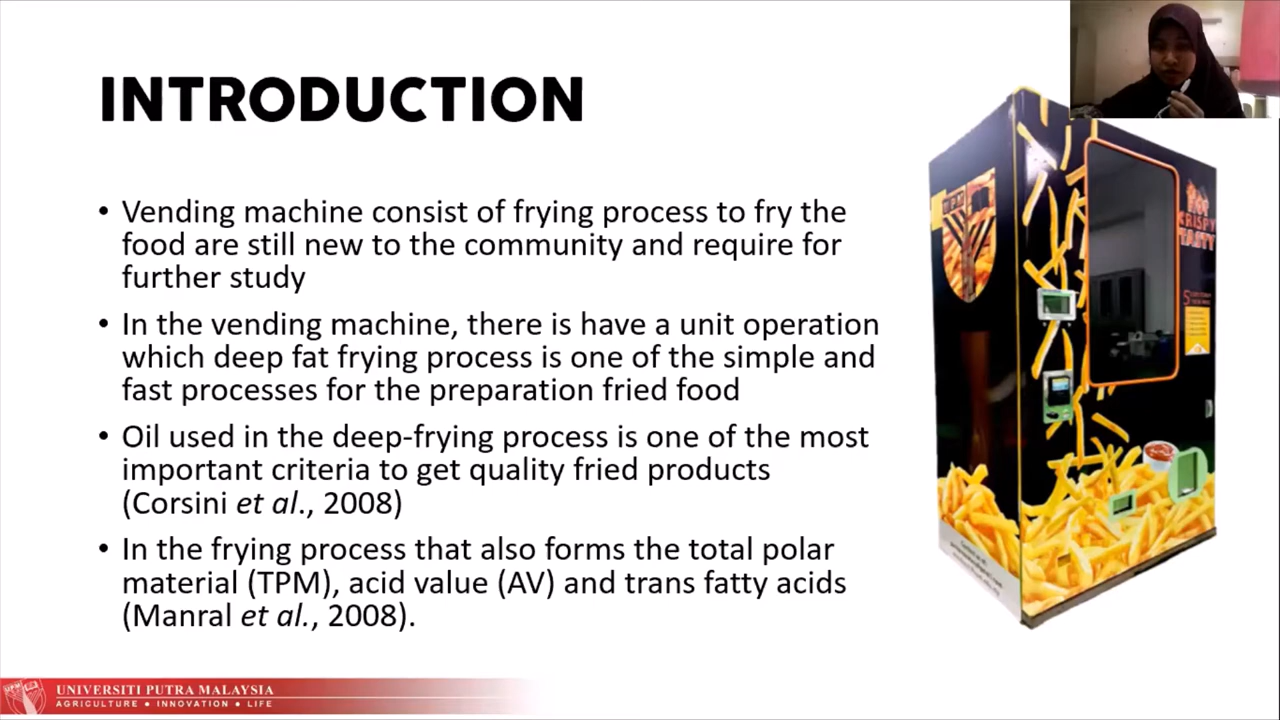 INTRODUCTION
• Vending machine consist of frying process to fry the
food are still new to the community and require for
further study
• In the vending machine, there is have a unit operation
which deep fat frying process is one of the simple and
fast processes for the preparation fried food
• Oil used in the deep-frying process is one of the most
important criteria to get quality fried products
(Corsini et al., 2008)
• In the frying process that also forms the total polar
material (TPM), acid value (AV) and trans fatty acids
(Manral et al., 2008).
CRISPY
TASTY
UNIVERSITI PUTRA MALAYSIA
AGRICULTURE • INNOVATION • LIFE